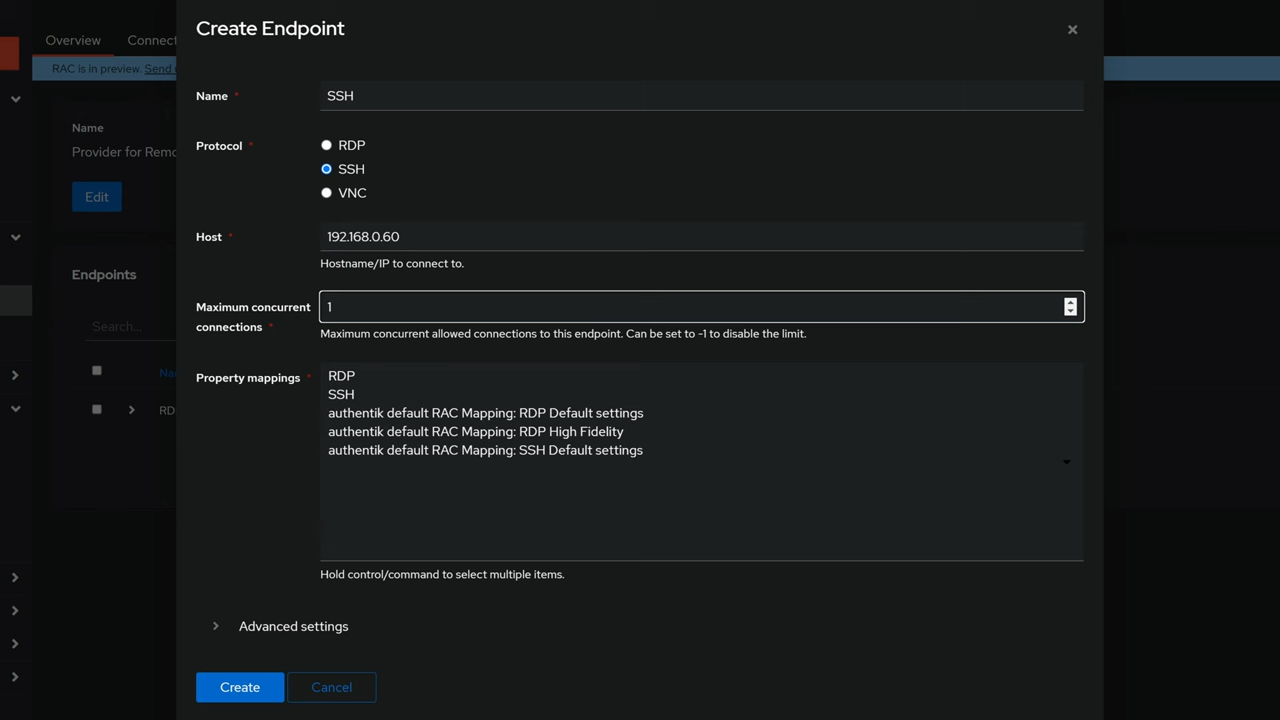 Create Endpoint
×
Overview
Connect
RAC is in preview. Send
Name
Provider for Remo
Edit
Endpoints
Search...
Na
RD
Name *
SSH
Protocol *
RDP
SSH
VNC
Host *
192.168.0.60
Hostname/IP to connect to.
Maximum concurrent
connections *
1
Maximum concurrent allowed connections to this endpoint. Can be set to -1 to disable the limit.
Property mappings *
RDP
SSH
authentik default RAC Mapping: RDP Default settings
authentik default RAC Mapping: RDP High Fidelity
authentik default RAC Mapping: SSH Default settings
Hold control/command to select multiple items.
Advanced settings
Create
Cancel